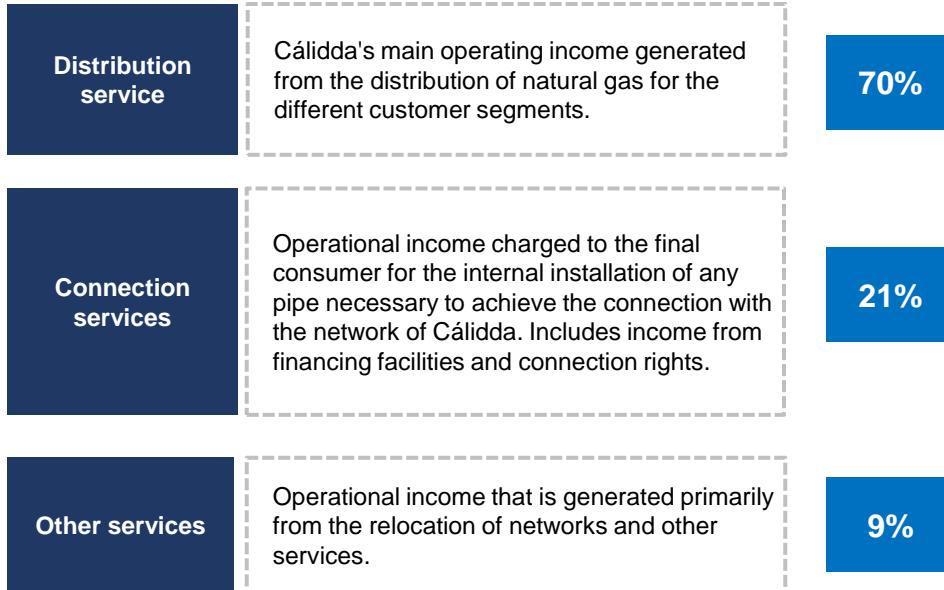 Distribution
service
Cálidda's main operating income generated
from the distribution of natural gas for the
different customer segments.
70%
Connection
services
Operational income charged to the final
consumer for the internal installation of any
pipe necessary to achieve the connection with
the network of Cálidda. Includes income from
financing facilities and connection rights.
21%
Other services
Operational income that is generated primarily
from the relocation of networks and other
services.
9%